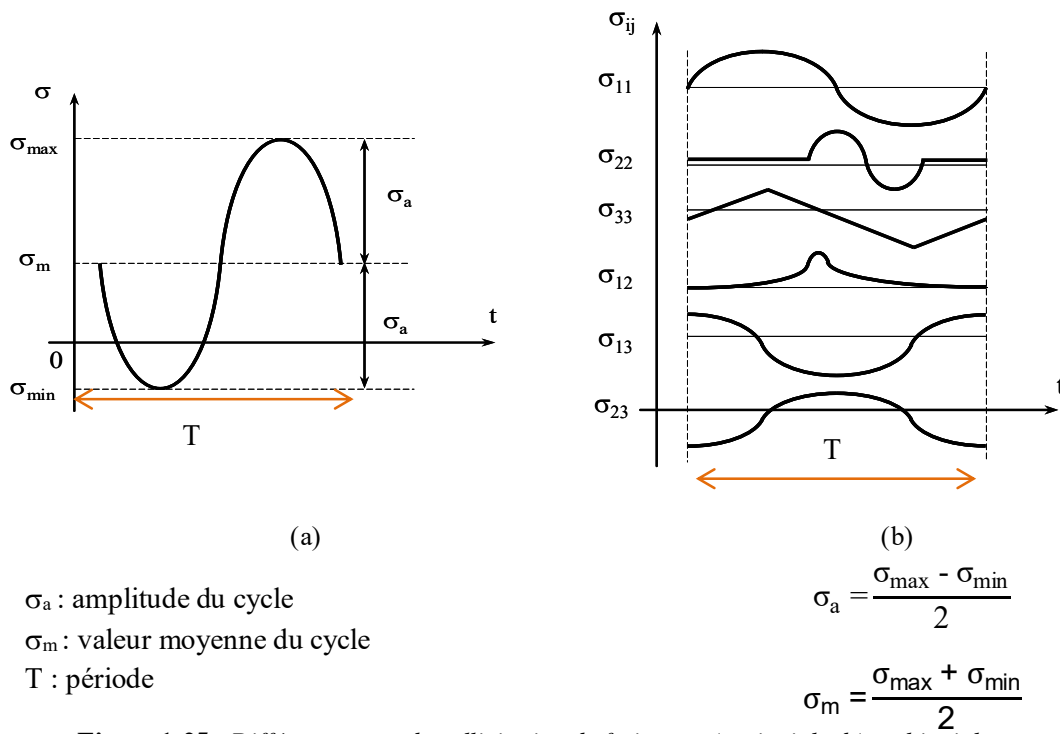 σ
σmax
σa
σm
σa
t
0
σmin
T
(a)
σij
σ11
σ22
σ33
σ12
σ13
σ23
t
T
(b)
σa : amplitude du cycle
σm : valeur moyenne du cycle
T : période
σa = (σmax - σmin) / 2
σm = (σmax + σmin) / 2